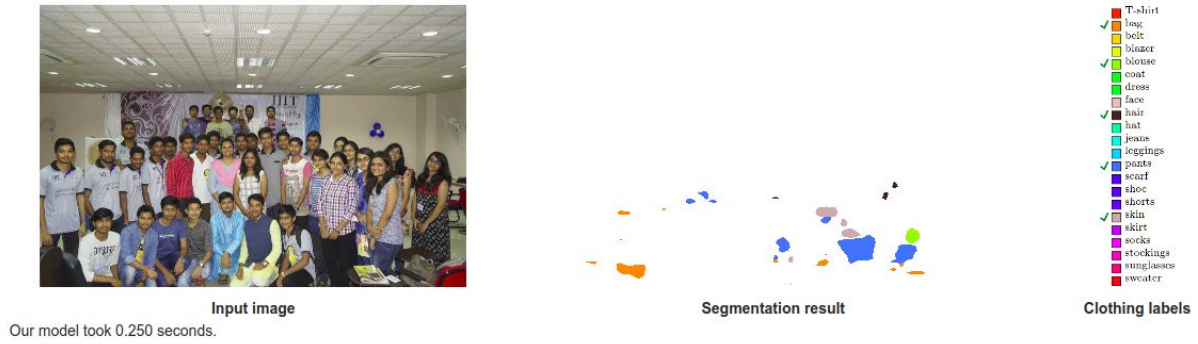 IIIT
T-shirt
bag
belt
blazer
blouse
coat
dress
face
hair
hat
jeans
leggings
pants
scarf
shoe
shorts
skin
skirt
socks
stockings
sunglasses
sweater
Input image
Segmentation result
Clothing labels
Our model took 0.250 seconds.